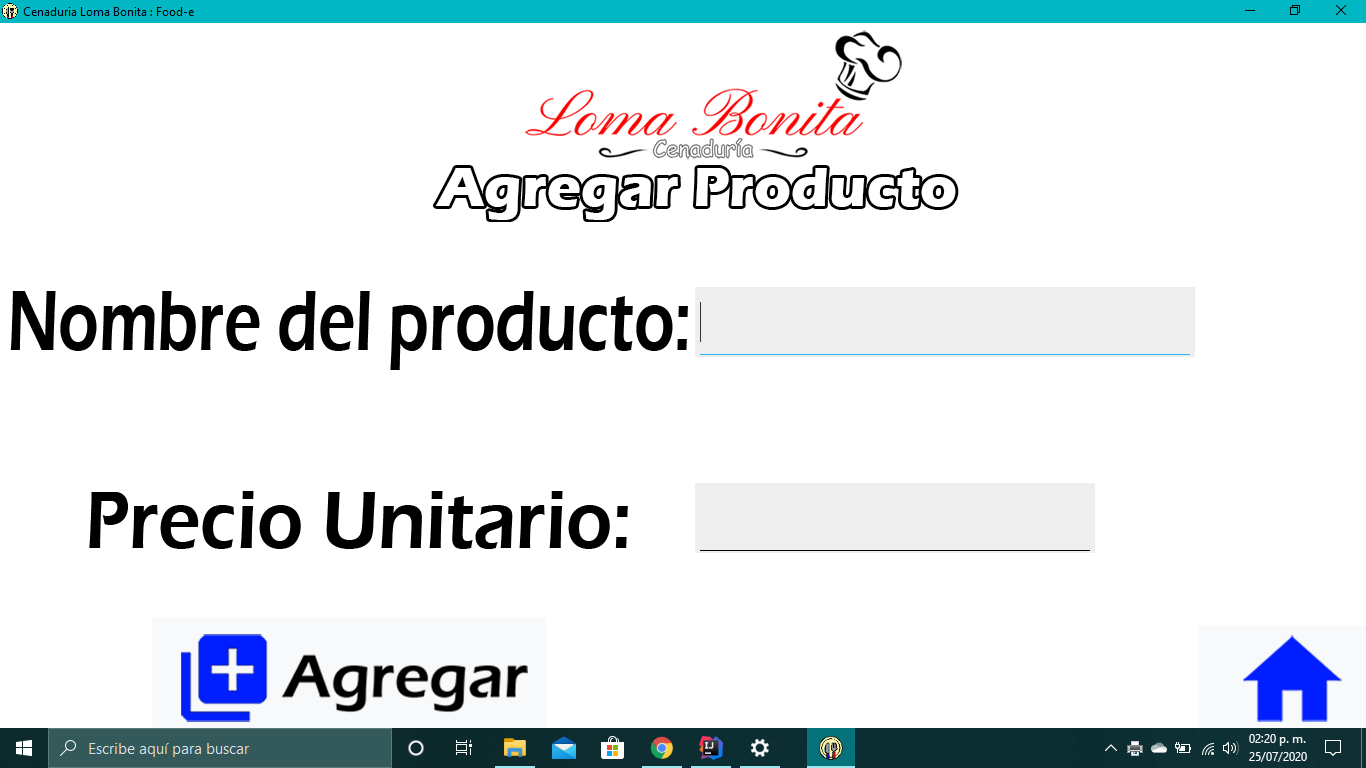 Cenaduria Loma Bonita : Food-e
Loma Bonita
Cenaduría
Agregar Producto
Nombre del producto:
Precio Unitario:
Agregar
Escribe aquí para buscar
02:20 p. m.
25/07/2020